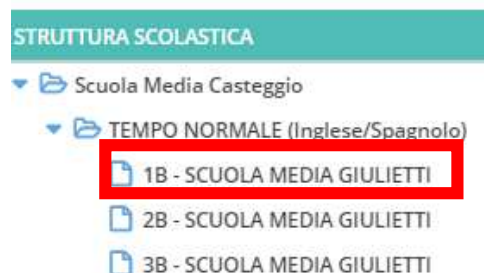 STRUTTURA SCOLASTICA
Scuola Media Casteggio
TEMPO NORMALE (Inglese/Spagnolo)
1B - SCUOLA MEDIA GIULIETTI
2B - SCUOLA MEDIA GIULIETTI
3B - SCUOLA MEDIA GIULIETTI